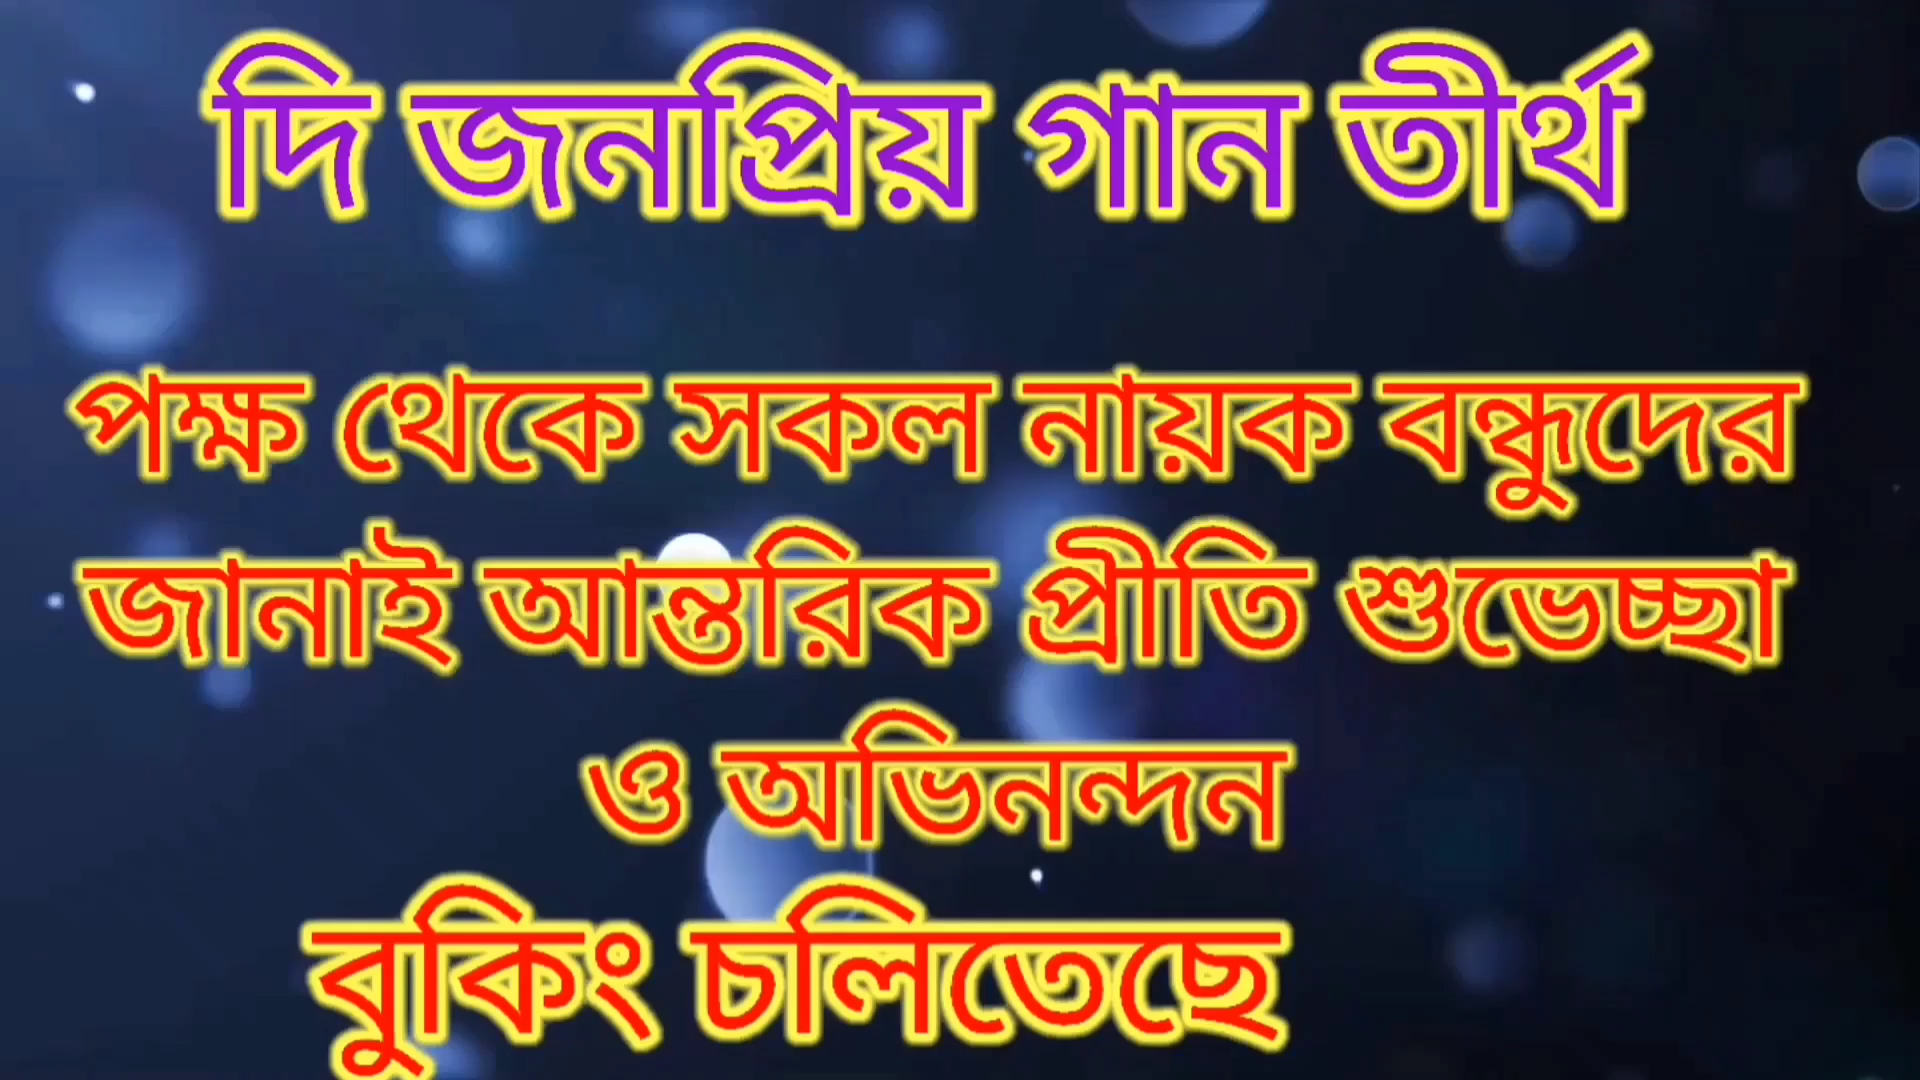 দি জনপ্রিয় গান তীর্থ
পক্ষ থেকে সকল নায়ক বন্ধুদের
জানাই আন্তরিক প্রীতি শুভেচ্ছা
ও অভিনন্দন
বুকিং চলিতেছে